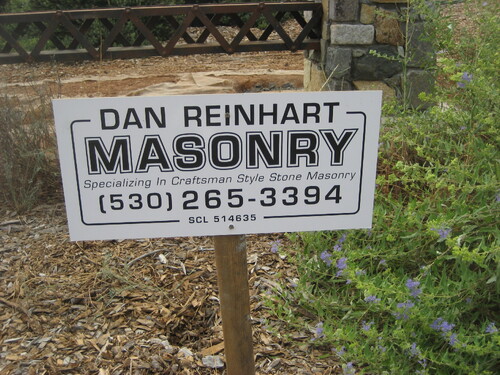 DAN REINHART
MASONRY
Specializing In Craftsman Style Stone Masonry
(530) 265-3394
SCL 514635